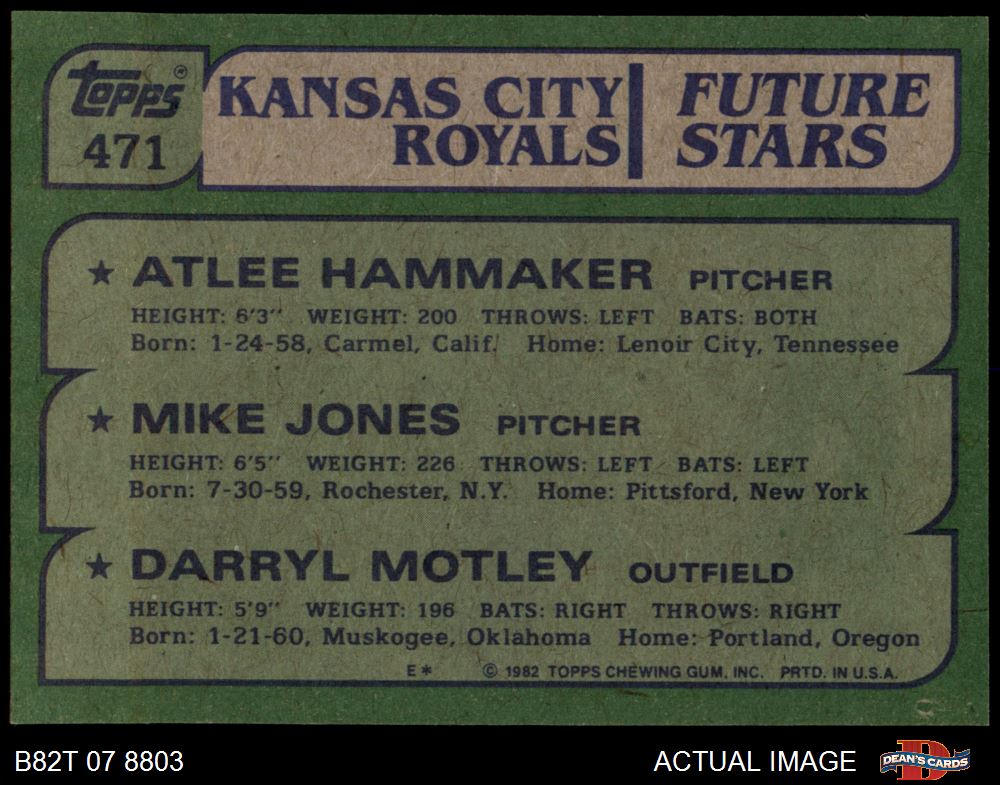 topps®
471
KANSAS CITY ROYALS
FUTURE STARS
★ ATLEE HAMMAKER PITCHER
HEIGHT: 6'3" WEIGHT: 200 THROWS: LEFT BATS: BOTH
Born: 1-24-58, Carmel, Calif. Home: Lenoir City, Tennessee
★ MIKE JONES PITCHER
HEIGHT: 6'5" WEIGHT: 226 THROWS: LEFT BATS: LEFT
Born: 7-30-59, Rochester, N.Y. Home: Pittsford, New York
★ DARRYL MOTLEY OUTFIELD
HEIGHT: 5'9" WEIGHT: 196 BATS: RIGHT THROWS: RIGHT
Born: 1-21-60, Muskogee, Oklahoma Home: Portland, Oregon
E* © 1982 TOPPS CHEWING GUM, INC. PRTD. IN U.S.A.
B82T 07 8803
ACTUAL IMAGE
D
DEAN'S CARDS